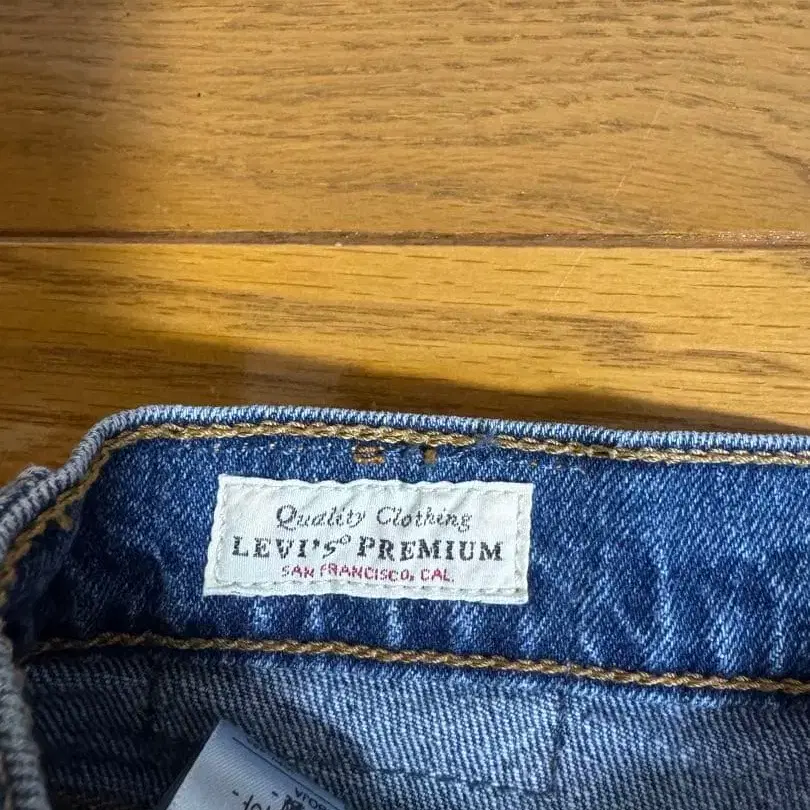 Quality Clothing
LEVI'S® PREMIUM
SAN FRANCISCO, CAL.